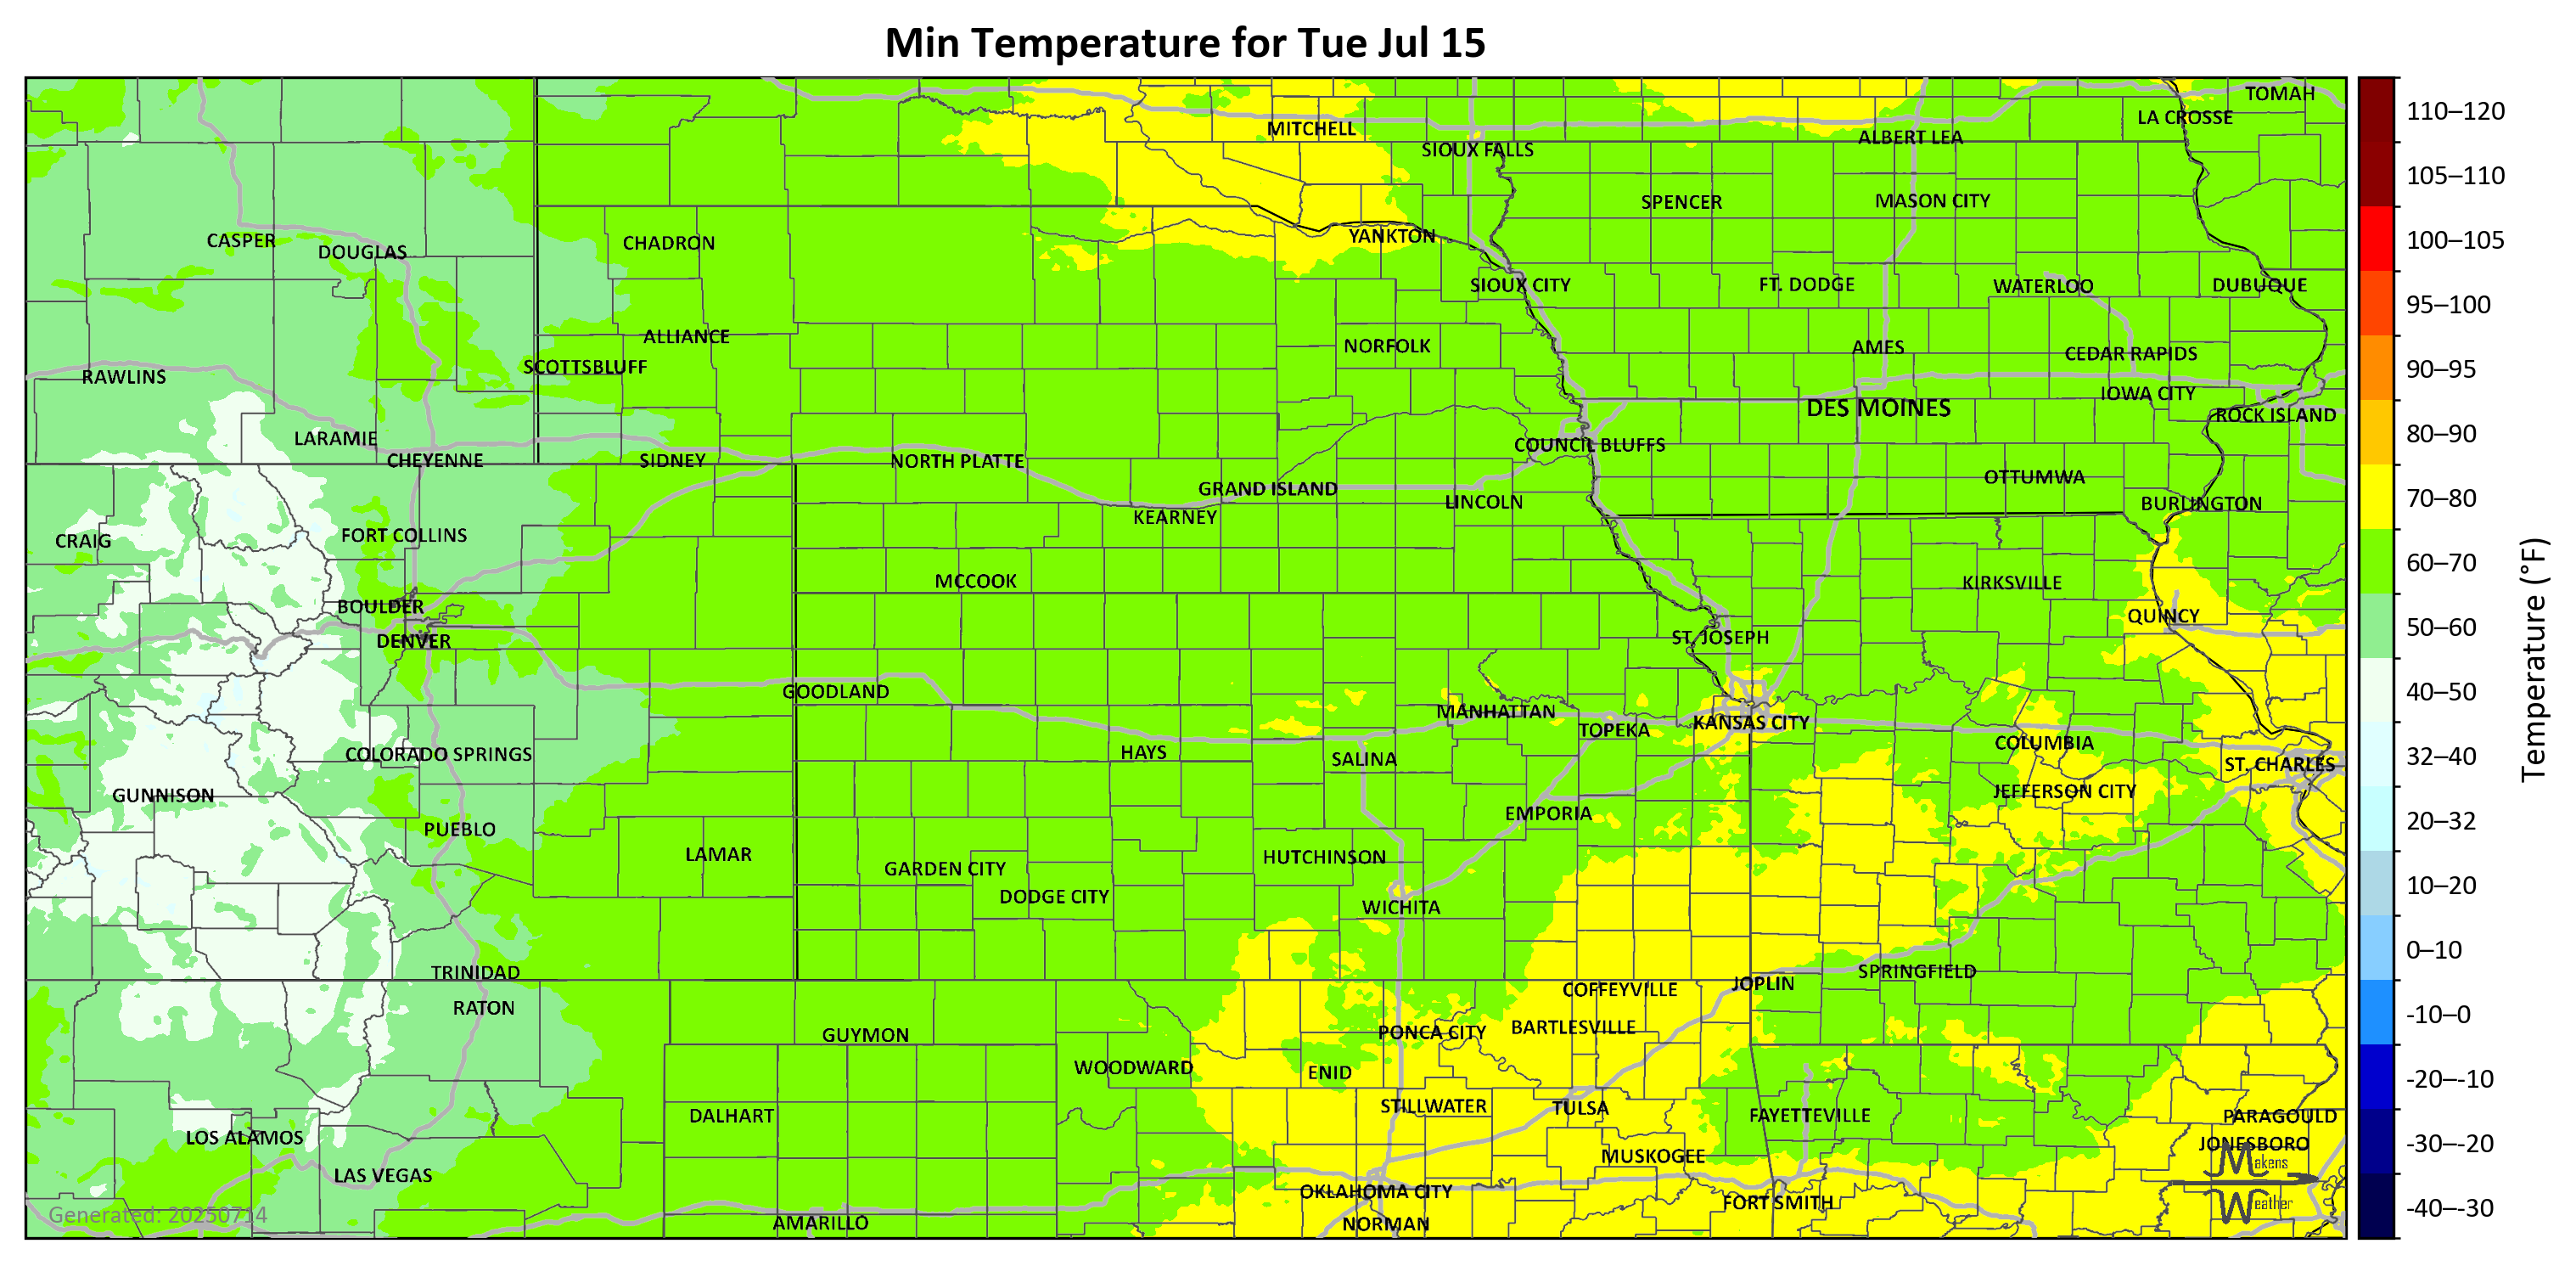 Min Temperature for Tue Jul 15
TOMAH
LA CROSSE
MITCHELL
ALBERT LEA
SIOUX FALLS
SPENCER
MASON CITY
CASPER
DOUGLAS
CHADRON
YANKTON
SIOUX CITY
FT. DODGE
WATERLOO
DUBUQUE
ALLIANCE
NORFOLK
AMES
CEDAR RAPIDS
SCOTTSBLUFF
RAWLINS
IOWA CITY
DES MOINES
ROCK ISLAND
LARAMIE
COUNCIL BLUFFS
CHEYENNE
SIDNEY
NORTH PLATTE
OTTUMWA
GRAND ISLAND
LINCOLN
BURLINGTON
KEARNEY
FORT COLLINS
CRAIG
MCCOOK
KIRKSVILLE
BOULDER
QUINCY
DENVER
ST. JOSEPH
GOODLAND
MANHATTAN
KANSAS CITY
TOPEKA
COLUMBIA
COLORADO SPRINGS
HAYS
SALINA
ST. CHARLES
GUNNISON
JEFFERSON CITY
EMPORIA
PUEBLO
LAMAR
HUTCHINSON
GARDEN CITY
DODGE CITY
WICHITA
TRINIDAD
SPRINGFIELD
JOPLIN
COFFEYVILLE
RATON
BARTLESVILLE
PONCA CITY
GUYMON
WOODWARD
ENID
STILLWATER
TULSA
DALHART
FAYETTEVILLE
PARAGOULD
LOS ALAMOS
JONESBORO
MUSKOGEE
LAS VEGAS
OKLAHOMA CITY
FORT SMITH
AMARILLO
NORMAN
Generated: 20250714
Makens
Weather
110–120
105–110
100–105
95–100
90–95
80–90
70–80
60–70
50–60
40–50
32–40
20–32
10–20
0–10
-10–0
-20–-10
-30–-20
-40–-30
Temperature (°F)